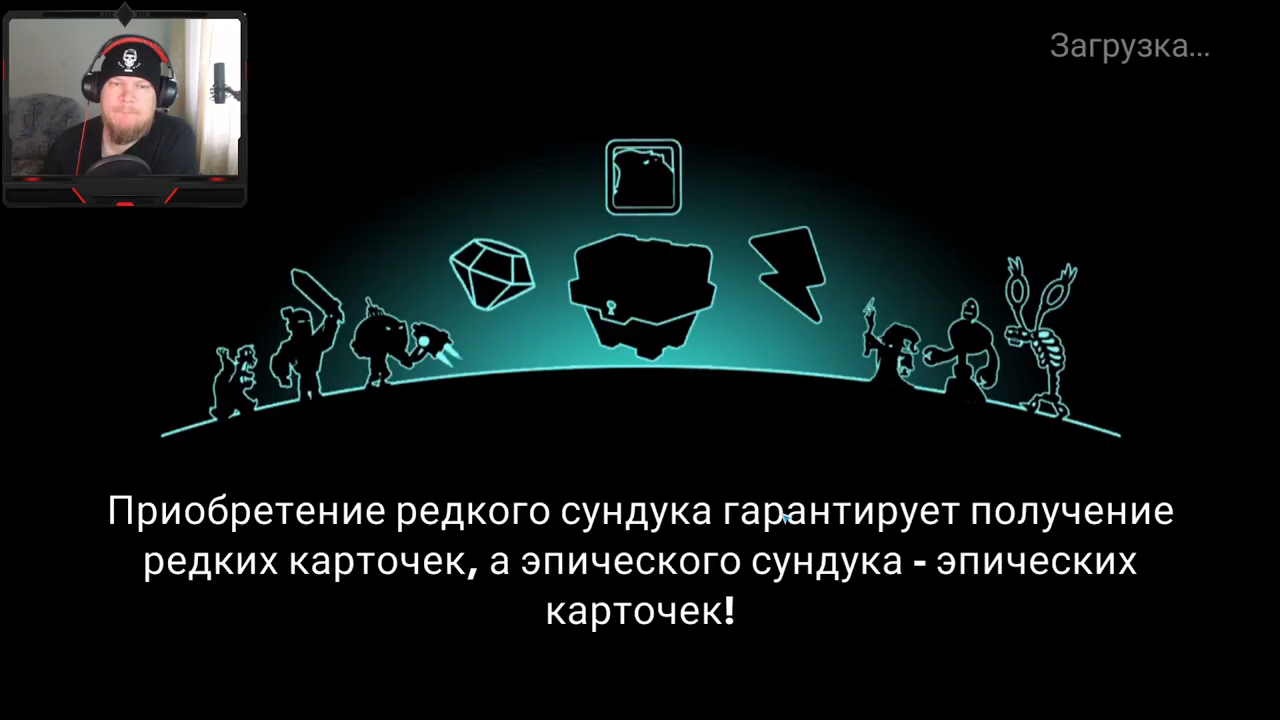 Загрузка...
Приобретение редкого сундука гарантирует получение
редких карточек, а эпического сундука - эпических
карточек!